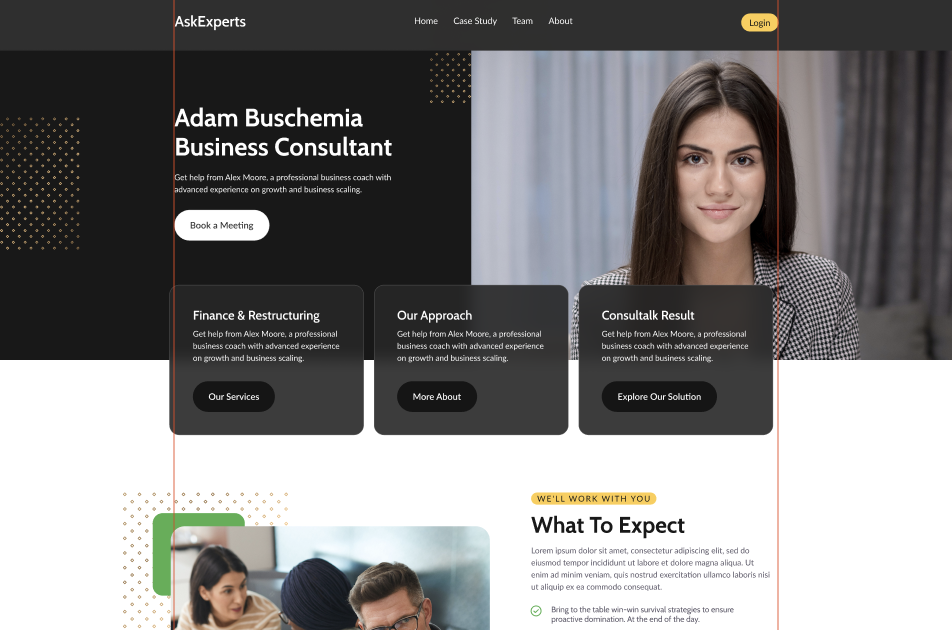 AskExperts
Home
Case Study
Team
About
Login
Adam Buschemia
Business Consultant
Get help from Alex Moore, a professional business coach with
advanced experience on growth and business scaling.
Book a Meeting
Finance & Restructuring
Get help from Alex Moore, a professional
business coach with advanced experience
on growth and business scaling.
Our Services
Our Approach
Get help from Alex Moore, a professional
business coach with advanced experience
on growth and business scaling.
More About
Consultalk Result
Get help from Alex Moore, a professional
business coach with advanced experience
on growth and business scaling.
Explore Our Solution
WE'LL WORK WITH YOU
What To Expect
Lorem ipsum dolor sit amet, consectetur adipiscing elit, sed do
eiusmod tempor incididunt ut labore et dolore magna aliqua. Ut
enim ad minim veniam, quis nostrud exercitation ullamco laboris nisi
ut aliquip ex ea commodo consequat.
Bring to the table win-win survival strategies to ensure
proactive domination. At the end of the day.